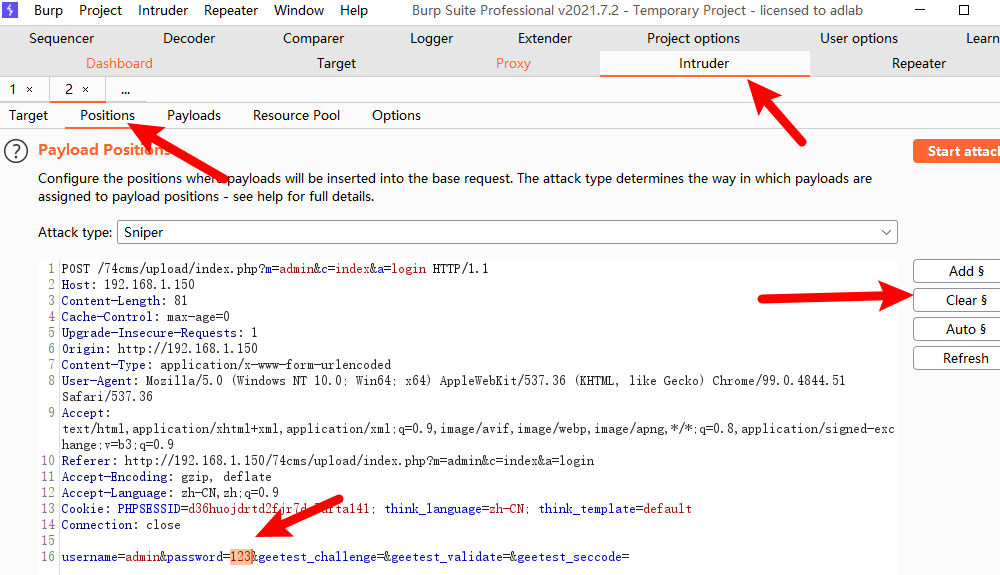 Burp Project Intruder Repeater Window Help Burp Suite Professional v2021.7.2 - Temporary Project - licensed to adlab
Sequencer Decoder Comparer Logger Extender Project options User options Learn
Dashboard Target Proxy Intruder Repeater
1 × 2 × ...
Target Positions Payloads Resource Pool Options
? Payload Positions Start attac
Configure the positions where payloads will be inserted into the base request. The attack type determines the way in which payloads are
assigned to payload positions - see help for full details.
Attack type: Sniper
Add §
Clear §
Auto §
Refresh
1 POST /74cms/upload/index.php?m=admin&c=index&a=login HTTP/1.1
2 Host: 192.168.1.150
3 Content-Length: 81
4 Cache-Control: max-age=0
5 Upgrade-Insecure-Requests: 1
6 Origin: http://192.168.1.150
7 Content-Type: application/x-www-form-urlencoded
8 User-Agent: Mozilla/5.0 (Windows NT 10.0; Win64; x64) AppleWebKit/537.36 (KHTML, like Gecko) Chrome/99.0.4844.51
Safari/537.36
9 Accept:
text/html,application/xhtml+xml,application/xml;q=0.9,image/avif,image/webp,image/apng,*/*;q=0.8,application/signed-exc
hange;v=b3;q=0.9
10 Referer: http://192.168.1.150/74cms/upload/index.php?m=admin&c=index&a=login
11 Accept-Encoding: gzip, deflate
12 Accept-Language: zh-CN,zh;q=0.9
13 Cookie: think_language=zh-CN; think_template=default
14 Connection: close
15
16 username=admin&password=123&geetest_challenge=&geetest_validate=&geetest_seccode=